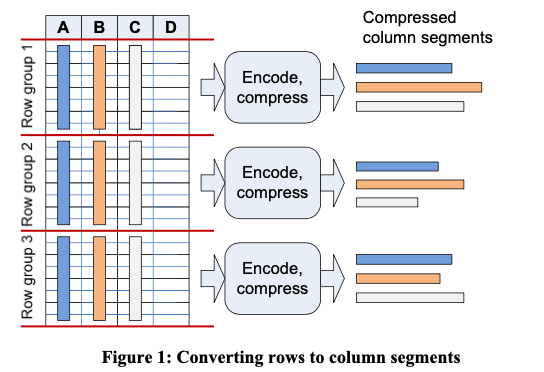 A B C D
Compressed
column segments
Row group 1
Encode,
compress
Row group 2
Encode,
compress
Row group 3
Encode,
compress
Figure 1: Converting rows to column segments